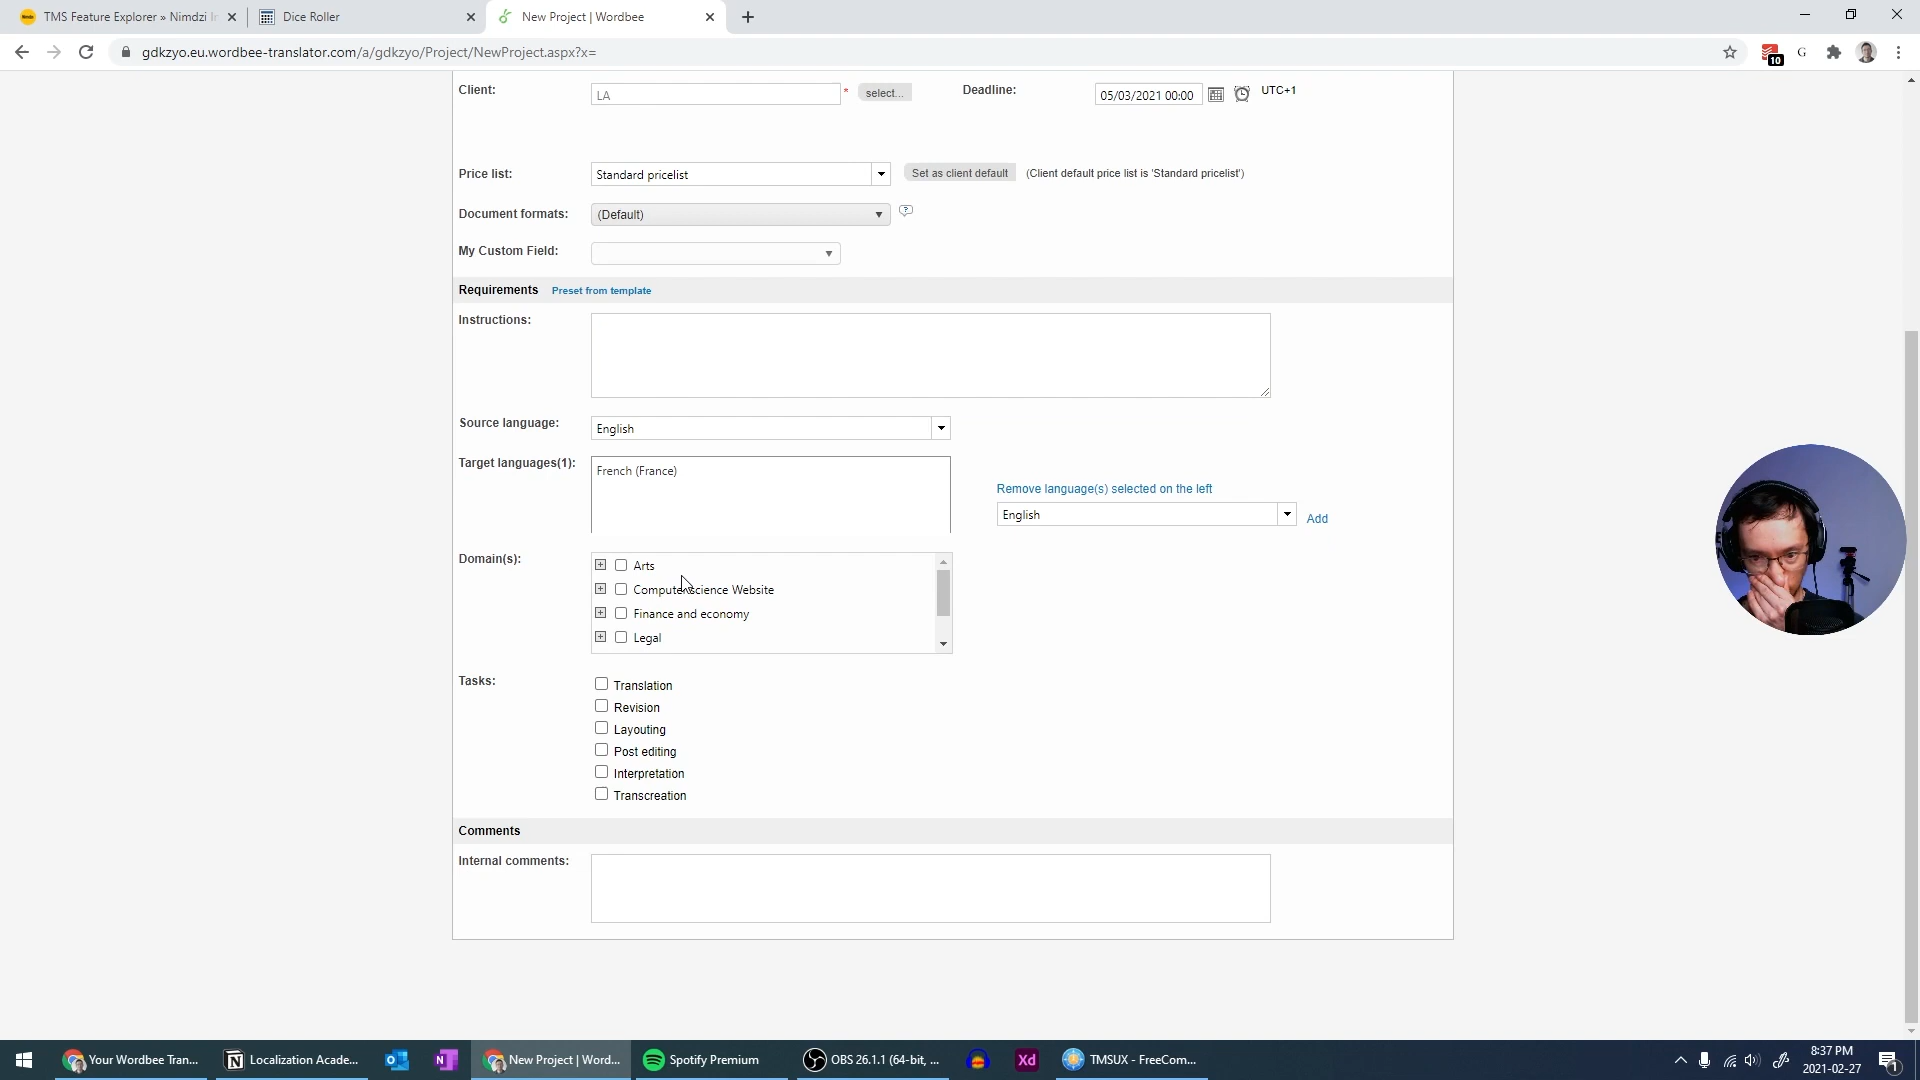 TMS Feature Explorer » Nimdzi In
Dice Roller
New Project | Wordbee
gdkzyo.eu.wordbee-translator.com/a/gdkzyo/Project/NewProject.aspx?x=
10
G
Client:
LA
*
select...
Deadline:
05/03/2021 00:00
UTC+1
Price list:
Standard pricelist
Set as client default
(Client default price list is 'Standard pricelist')
Document formats:
(Default)
?
My Custom Field:
Requirements
Preset from template
Instructions:
Source language:
English
Target languages(1):
French (France)
Remove language(s) selected on the left
English
Add
Domain(s):
Arts
Computer science Website
Finance and economy
Legal
Tasks:
Translation
Revision
Layouting
Post editing
Interpretation
Transcreation
Comments
Internal comments:
Your Wordbee Tran...
Localization Acade...
New Project | Word...
Spotify Premium
OBS 26.1.1 (64-bit, ...
Xd
TMSUX - FreeCom...
8:37 PM
2021-02-27
1